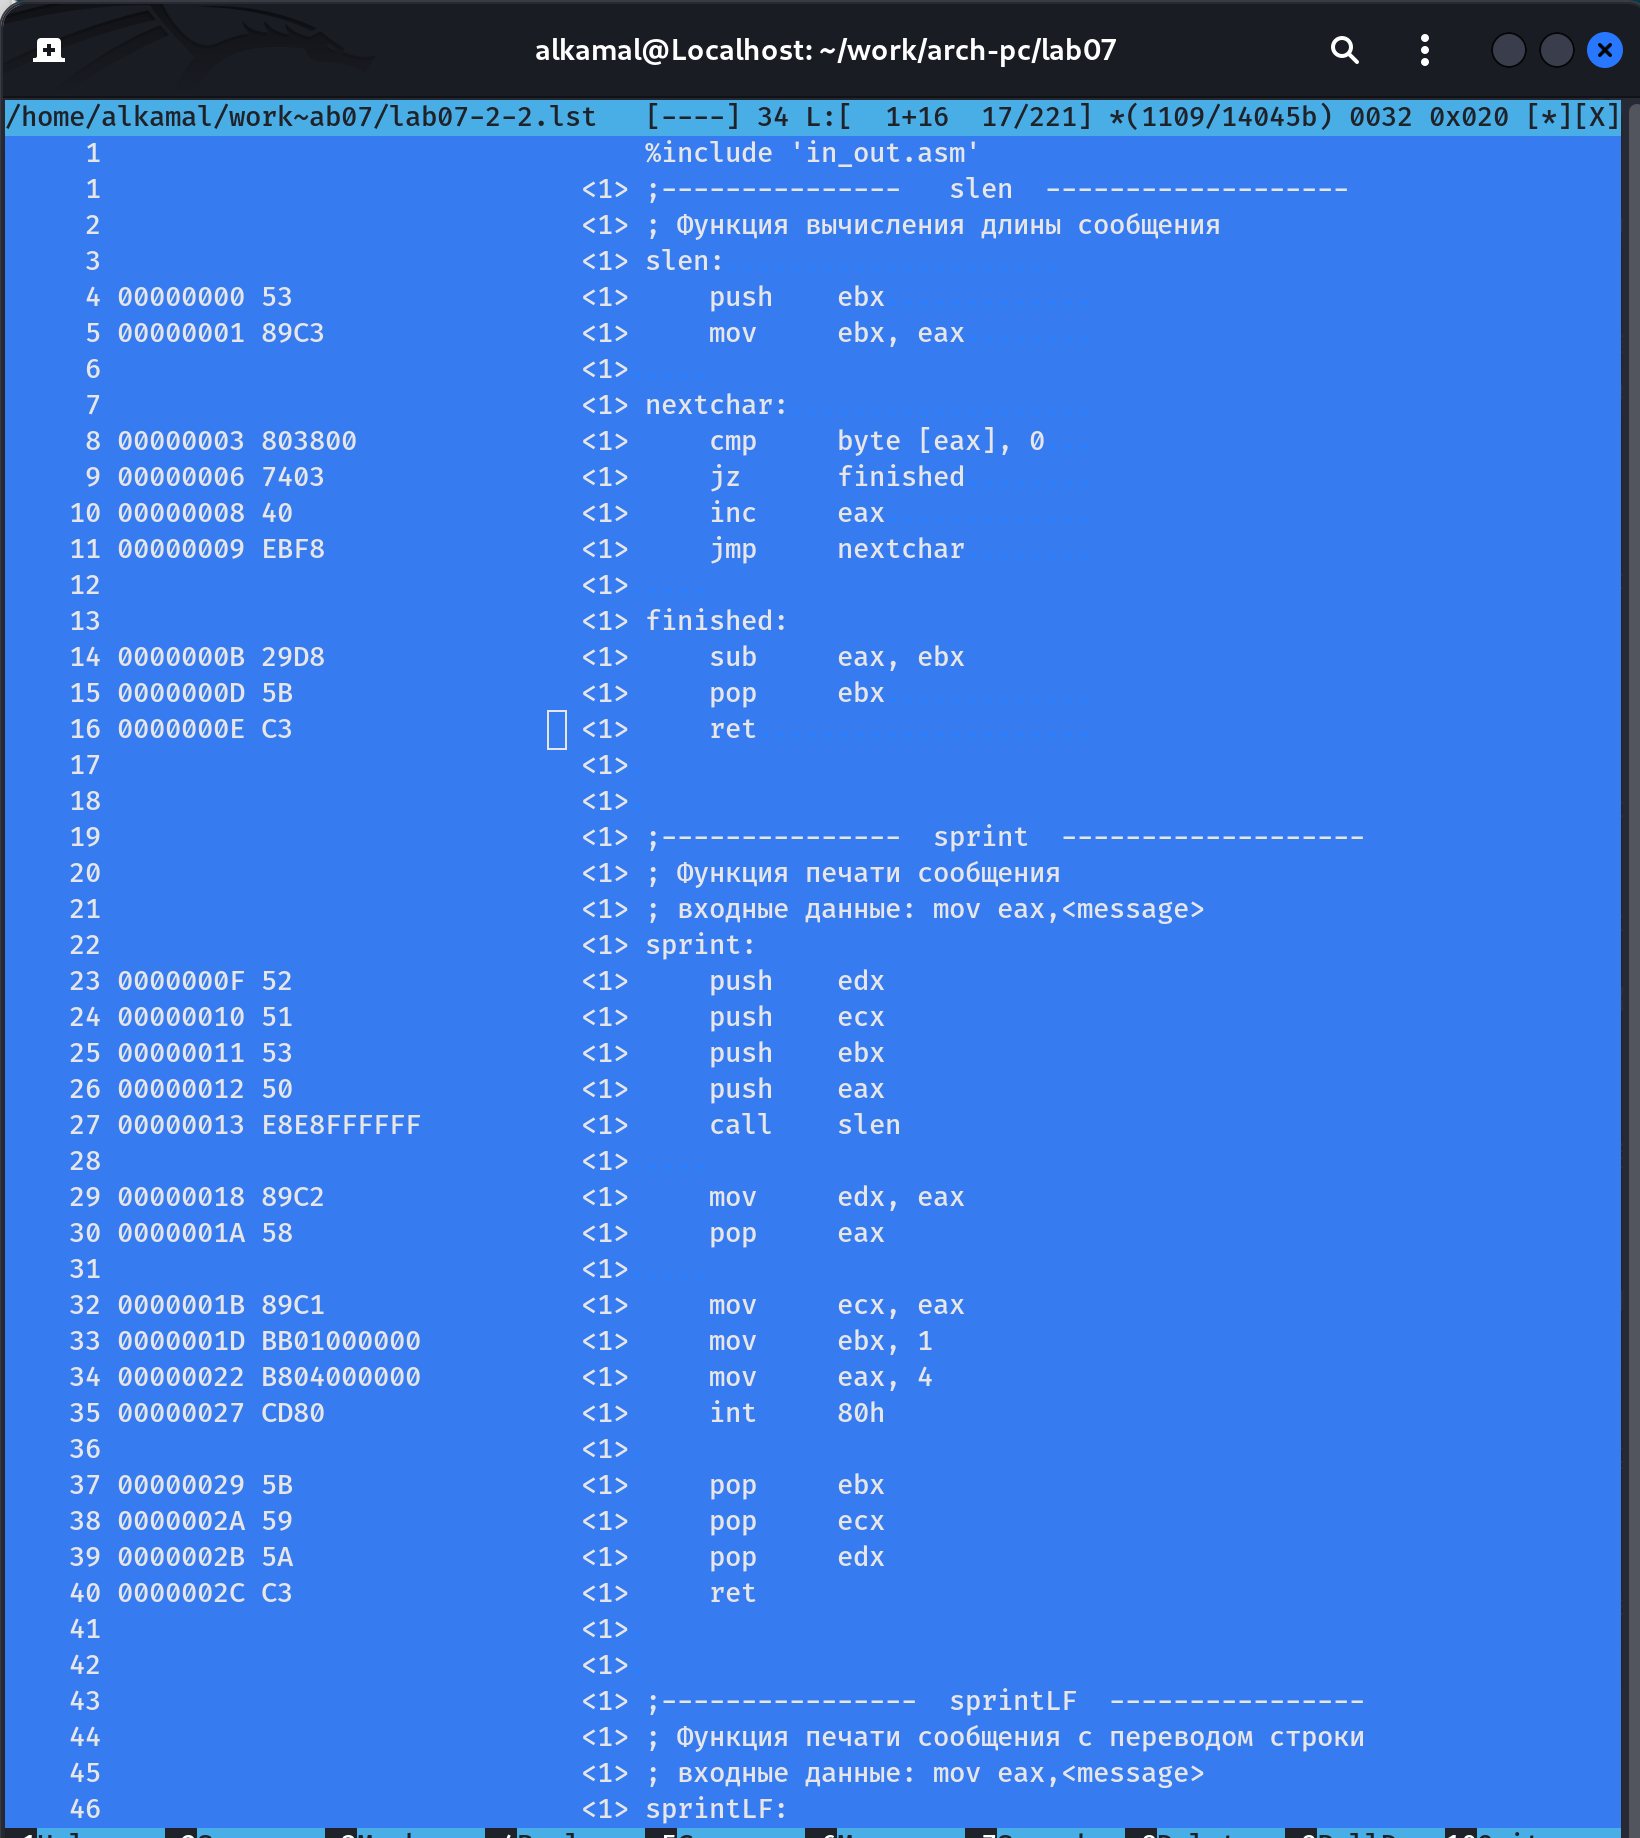 alkamal@Localhost: ~/work/arch-pc/lab07
/home/alkamal/work~ab07/lab07-2-2.lst   [----] 34 L:[  1+16  17/221] *(1109/14045b) 0032 0x020 [*][X]
1                                  %include 'in_out.asm'
1                              <1> ;---------------   slen  -------------------
2                              <1> ; Функция вычисления длины сообщения
3                              <1> slen:
4 00000000 53                  <1>     push    ebx
5 00000001 89C3                <1>     mov     ebx, eax
6                              <1>
7                              <1> nextchar:
8 00000003 803800              <1>     cmp     byte [eax], 0
9 00000006 7403                <1>     jz      finished
10 00000008 40                  <1>     inc     eax
11 00000009 EBF8                <1>     jmp     nextchar
12                              <1>
13                              <1> finished:
14 0000000B 29D8                <1>     sub     eax, ebx
15 0000000D 5B                  <1>     pop     ebx
16 0000000E C3                  <1>     ret
17                              <1>
18                              <1>
19                              <1> ;---------------  sprint  -------------------
20                              <1> ; Функция печати сообщения
21                              <1> ; входные данные: mov eax,<message>
22                              <1> sprint:
23 0000000F 52                  <1>     push    edx
24 00000010 51                  <1>     push    ecx
25 00000011 53                  <1>     push    ebx
26 00000012 50                  <1>     push    eax
27 00000013 E8E8FFFFFF          <1>     call    slen
28                              <1>
29 00000018 89C2                <1>     mov     edx, eax
30 0000001A 58                  <1>     pop     eax
31                              <1>
32 0000001B 89C1                <1>     mov     ecx, eax
33 0000001D BB01000000          <1>     mov     ebx, 1
34 00000022 B804000000          <1>     mov     eax, 4
35 00000027 CD80                <1>     int     80h
36                              <1>
37 00000029 5B                  <1>     pop     ebx
38 0000002A 59                  <1>     pop     ecx
39 0000002B 5A                  <1>     pop     edx
40 0000002C C3                  <1>     ret
41                              <1>
42                              <1>
43                              <1> ;----------------  sprintLF  ----------------
44                              <1> ; Функция печати сообщения с переводом строки
45                              <1> ; входные данные: mov eax,<message>
46                              <1> sprintLF: